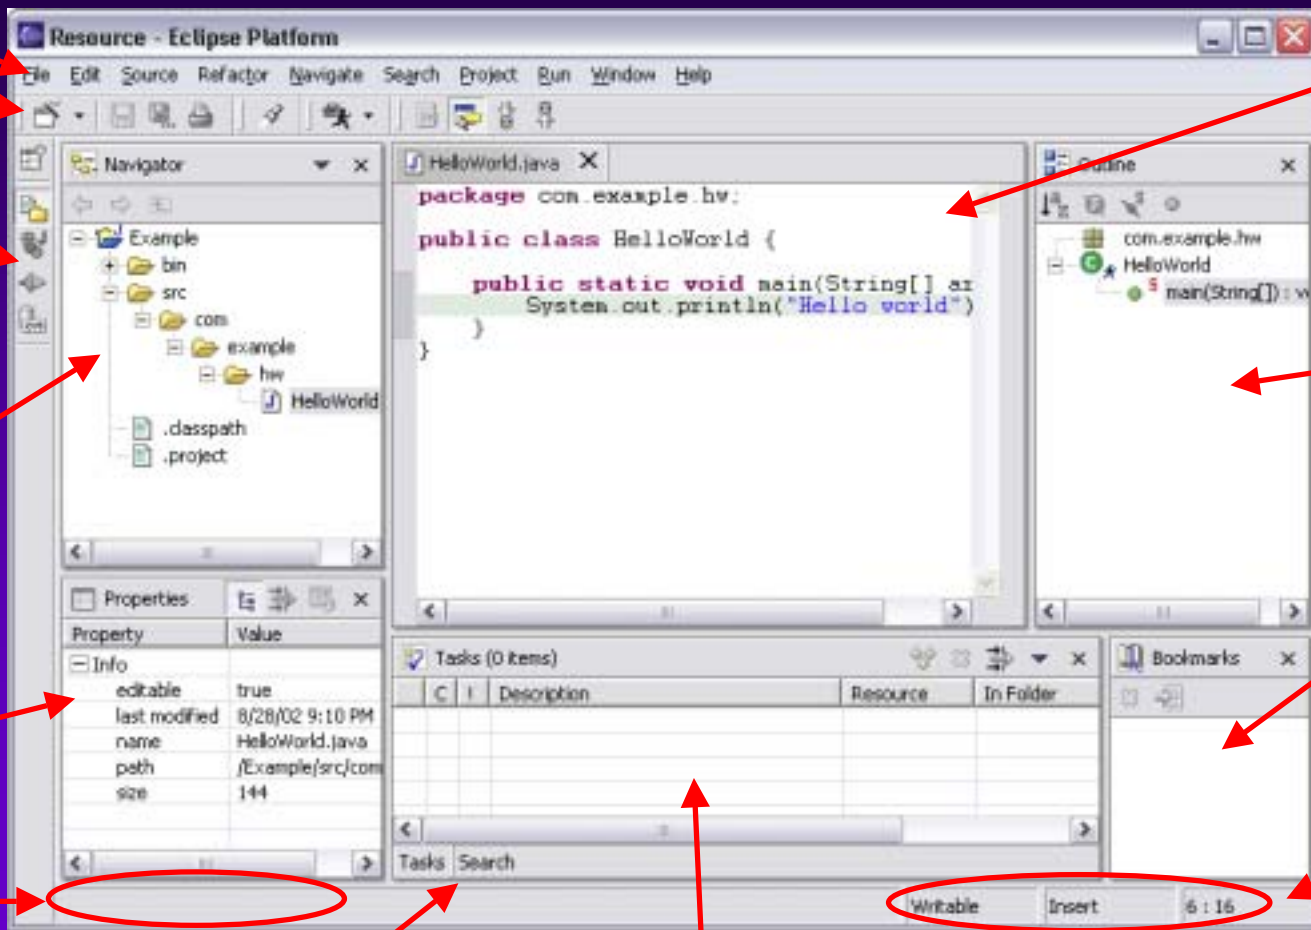 Resource - Eclipse Platform
File Edit Source Refactor Navigate Search Project Run Window Help
Navigator
Example
bin
src
com
example
hw
HelloWorld
.classpath
.project
HelloWorld.java
package com.example.hw;
public class HelloWorld {
public static void main(String[] ar
System.out.println("Hello world")
}
}
Outline
com.example.hw
HelloWorld
main(String[]) : v
Properties
Property Value
Info
editable true
last modified 8/28/02 9:10 PM
name HelloWorld.java
path /Example/src/com
size 144
Tasks (0 items)
C ! Description Resource In Folder
Tasks Search
Bookmarks
Writable Insert 6 : 16